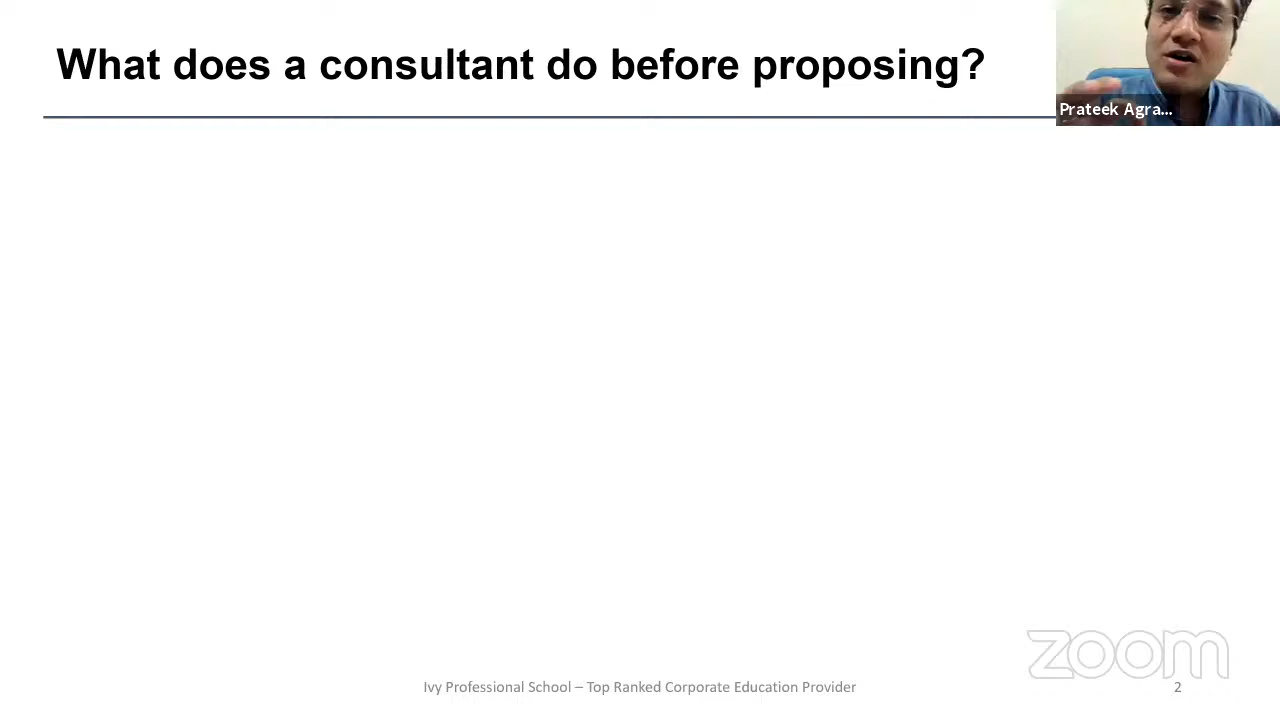 What does a consultant do before proposing?
Prateek Agra...
zoom
Ivy Professional School – Top Ranked Corporate Education Provider
2